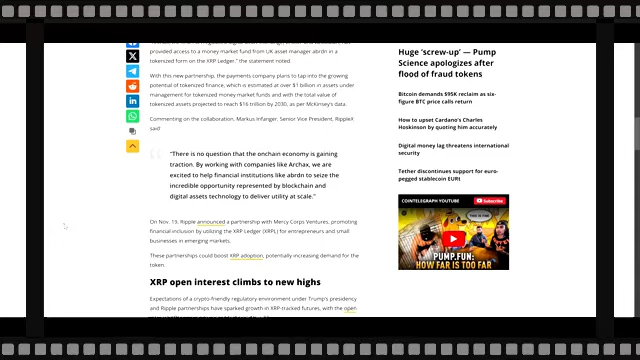 provided access to a money market fund from UK asset manager abrdn in a
tokenized form on the XRP Ledger," the statement noted.
With this new partnership, the payments company plans to tap into the growing
potential of tokenized finance, which is estimated at over $1 billion in assets under
management for tokenized money market funds and with the total value of
tokenized assets projected to reach $16 trillion by 2030, as per McKinsey's data.
Commenting on the collaboration, Markus Infanger, Senior Vice President, RippleX
said
"There is no question that the onchain economy is gaining
traction. By working with companies like Archax, we are
excited to help financial institutions like abrdn to seize the
incredible opportunity represented by blockchain and
digital assets technology to deliver utility at scale."
On Nov. 19, Ripple announced a partnership with Mercy Corps Ventures, promoting
financial inclusion by utilizing the XRP Ledger (XRPL) for entrepreneurs and small
businesses in emerging markets.
These partnerships could boost XRP adoption, potentially increasing demand for the
token.
XRP open interest climbs to new highs
Expectations of a crypto-friendly regulatory environment under Trump's presidency
and Ripple partnerships have sparked growth in XRP-tracked futures, with the open
Huge 'screw-up' — Pump
Science apologizes after
flood of fraud tokens
Bitcoin demands $95K reclaim as six-
figure BTC price calls return
How to upset Cardano's Charles
Hoskinson by quoting him accurately
Digital money lag threatens international
security
Tether discontinues support for euro-
pegged stablecoin EURt
COINTELEGRAPH YOUTUBE
Subscribe
THIS IS FINE
PUMP.FUN:
HOW FAR IS TOO FAR